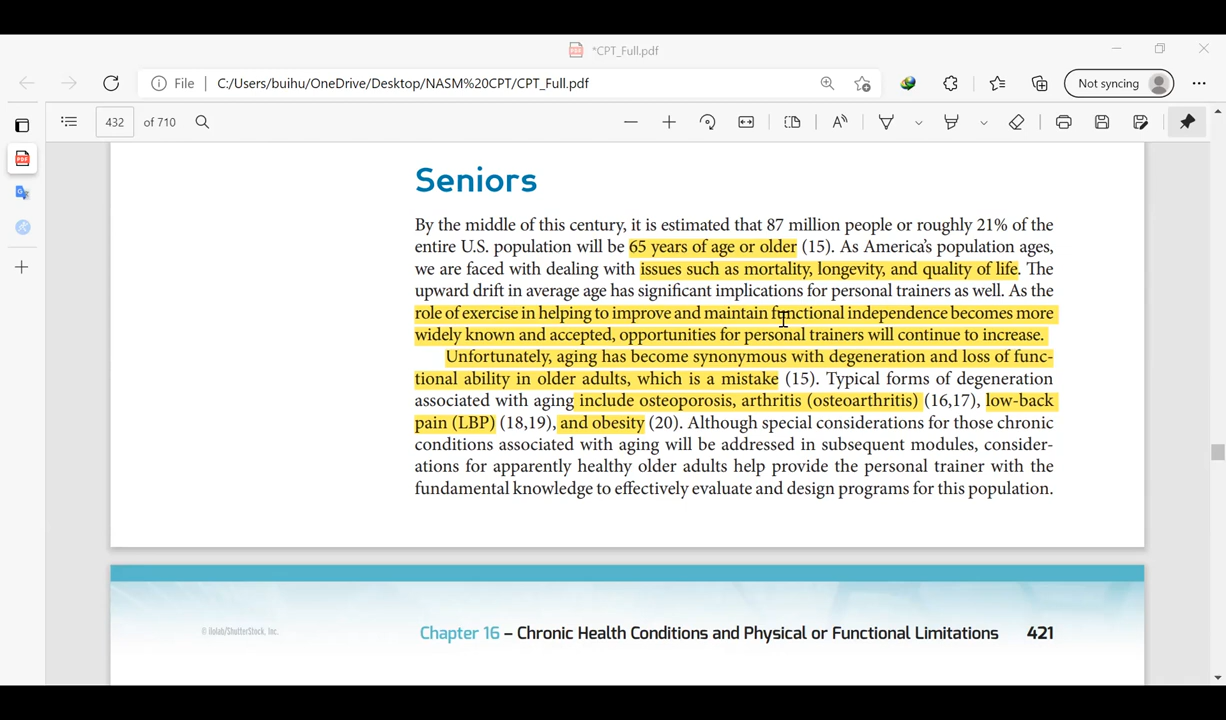 *CPT_Full.pdf
File | C:/Users/buihu/OneDrive/Desktop/NASM%20CPT/CPT_Full.pdf
Not syncing
432 of 710
Seniors
By the middle of this century, it is estimated that 87 million people or roughly 21% of the
entire U.S. population will be 65 years of age or older (15). As America's population ages,
we are faced with dealing with issues such as mortality, longevity, and quality of life. The
upward drift in average age has significant implications for personal trainers as well. As the
role of exercise in helping to improve and maintain functional independence becomes more
widely known and accepted, opportunities for personal trainers will continue to increase.
Unfortunately, aging has become synonymous with degeneration and loss of func-
tional ability in older adults, which is a mistake (15). Typical forms of degeneration
associated with aging include osteoporosis, arthritis (osteoarthritis) (16,17), low-back
pain (LBP) (18,19), and obesity (20). Although special considerations for those chronic
conditions associated with aging will be addressed in subsequent modules, consider-
ations for apparently healthy older adults help provide the personal trainer with the
fundamental knowledge to effectively evaluate and design programs for this population.
© ilolab/ShutterStock, Inc.
Chapter 16 – Chronic Health Conditions and Physical or Functional Limitations 421